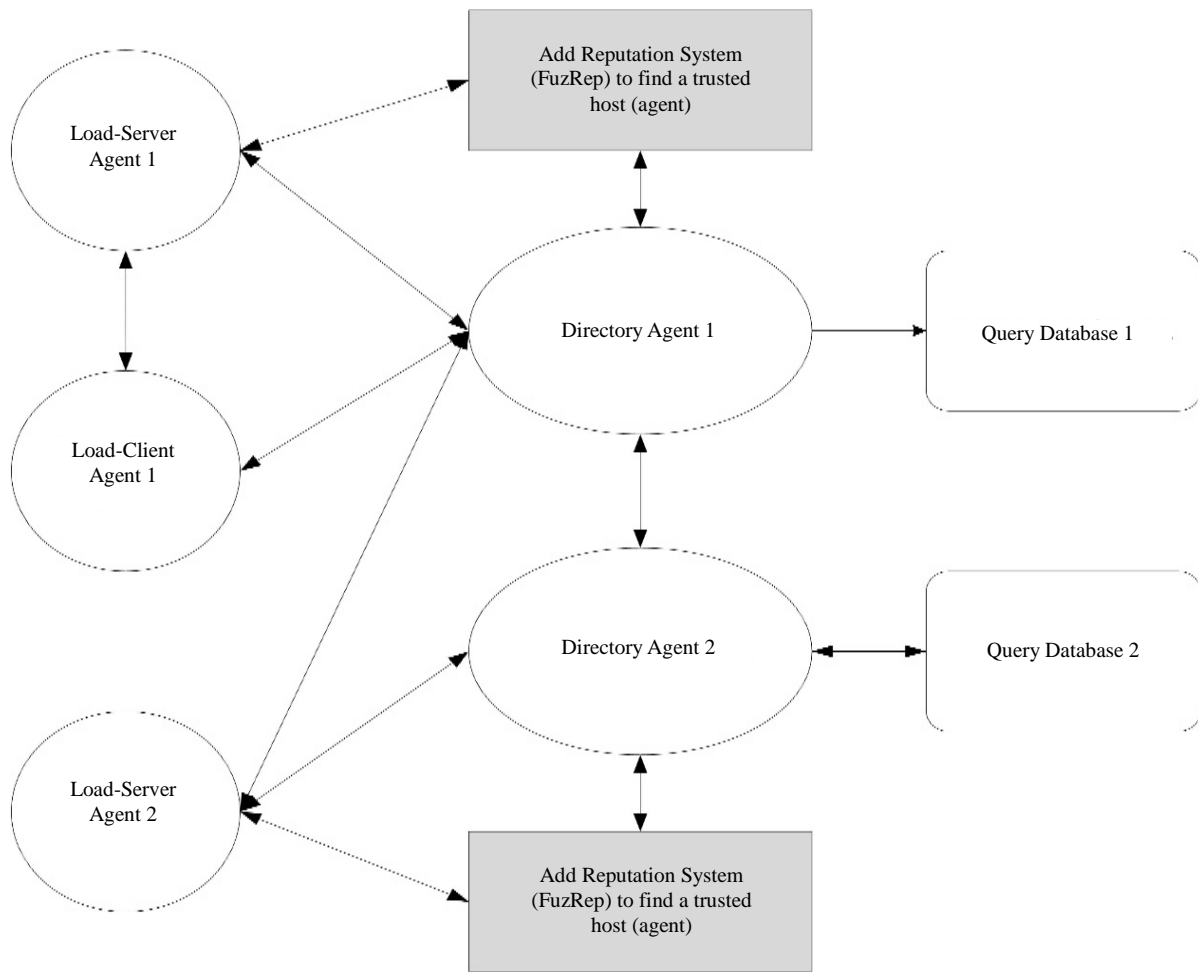 Add Reputation System
(FuzRep) to find a trusted
host (agent)
Load-Server
Agent 1
Directory Agent 1
Query Database 1
Load-Client
Agent 1
Directory Agent 2
Query Database 2
Load-Server
Agent 2
Add Reputation System
(FuzRep) to find a trusted
host (agent)